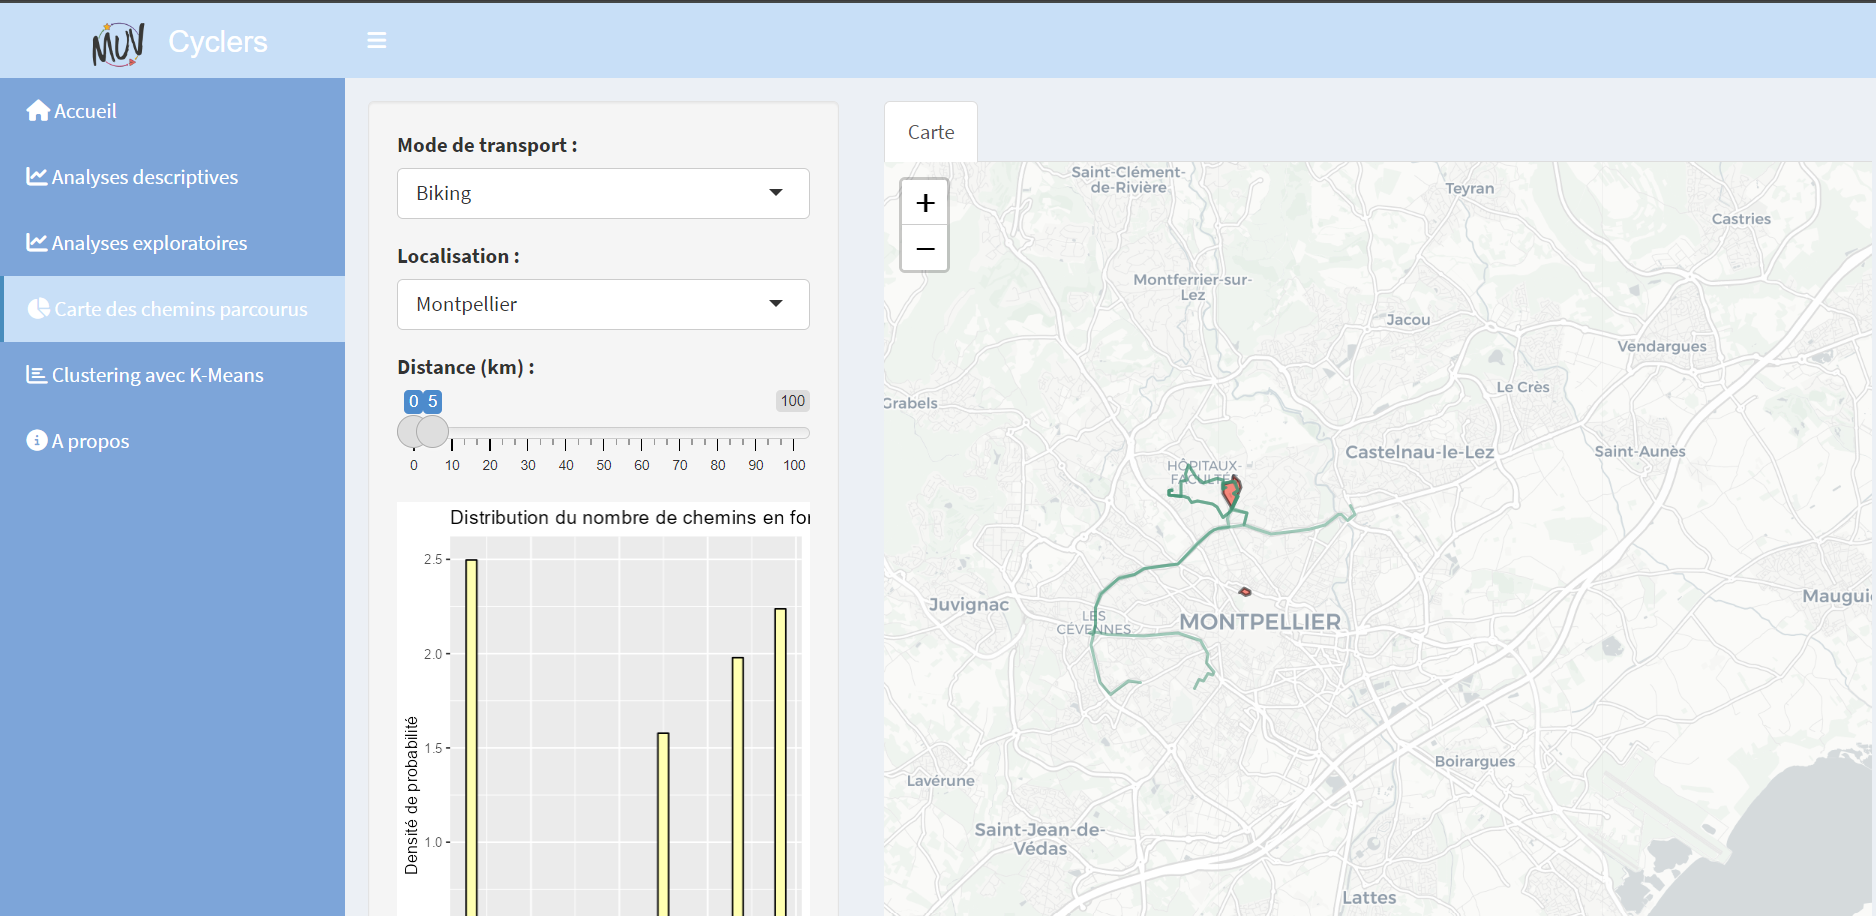 MUV Cyclers
Accueil
Analyses descriptives
Analyses exploratoires
Carte des chemins parcourus
Clustering avec K-Means
A propos
Mode de transport :
Biking
Localisation :
Montpellier
Distance (km) :
0 5 100
0 10 20 30 40 50 60 70 80 90 100
Distribution du nombre de chemins en for
Densité de probabilité
2.5
2.0
1.5
1.0
Carte
+
−
Saint-Clément-
de-Rivière
Teyran
Castries
Montferrier-sur-
Lez
Jacou
Vendargues
Le Crès
Grabels
Castelnau-le-Lez
Saint-Aunès
HÔPITAUX-
FACULTÉS
Juvignac
LES
CÉVENNES
MONTPELLIER
Mauguio
Lavérune
Boirargues
Saint-Jean-de-
Védas
Lattes